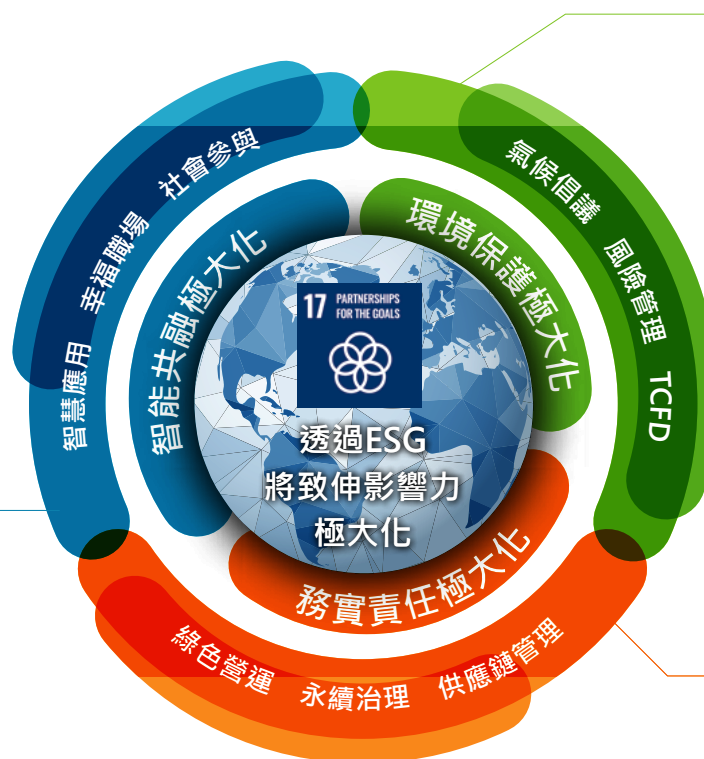 17 PARTNERSHIPS
FOR THE GOALS
透過ESG
將致伸影響力
極大化
環境保護極大化
氣候倡議 風險管理 TCFD
務實責任極大化
綠色營運 永續治理 供應鏈管理
智能共融極大化
智慧應用 幸福職場 社會參與